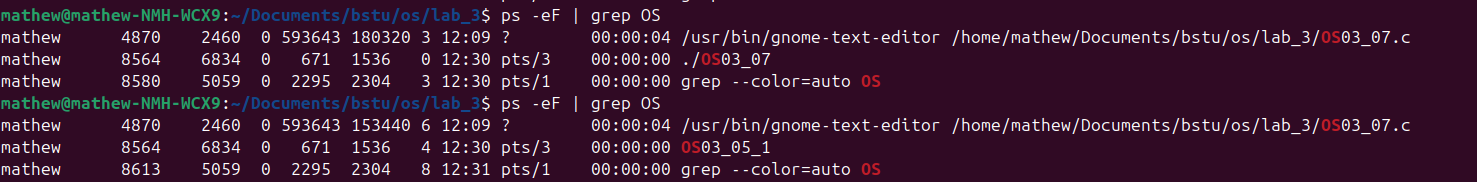 mathew@mathew-NMH-WCX9:~/Documents/bstu/os/lab_3$ ps -eF | grep OS
mathew      4870    2460  0 593643 180320 3 12:09 ?        00:00:04 /usr/bin/gnome-text-editor /home/mathew/Documents/bstu/os/lab_3/OS03_07.c
mathew      8564    6834  0   671  1536   0 12:30 pts/3    00:00:00 ./OS03_07
mathew      8580    5059  0  2295  2304   3 12:30 pts/1    00:00:00 grep --color=auto OS
mathew@mathew-NMH-WCX9:~/Documents/bstu/os/lab_3$ ps -eF | grep OS
mathew      4870    2460  0 593643 153440 6 12:09 ?        00:00:04 /usr/bin/gnome-text-editor /home/mathew/Documents/bstu/os/lab_3/OS03_07.c
mathew      8564    6834  0   671  1536   4 12:30 pts/3    00:00:00 OS03_05_1
mathew      8613    5059  0  2295  2304   8 12:31 pts/1    00:00:00 grep --color=auto OS